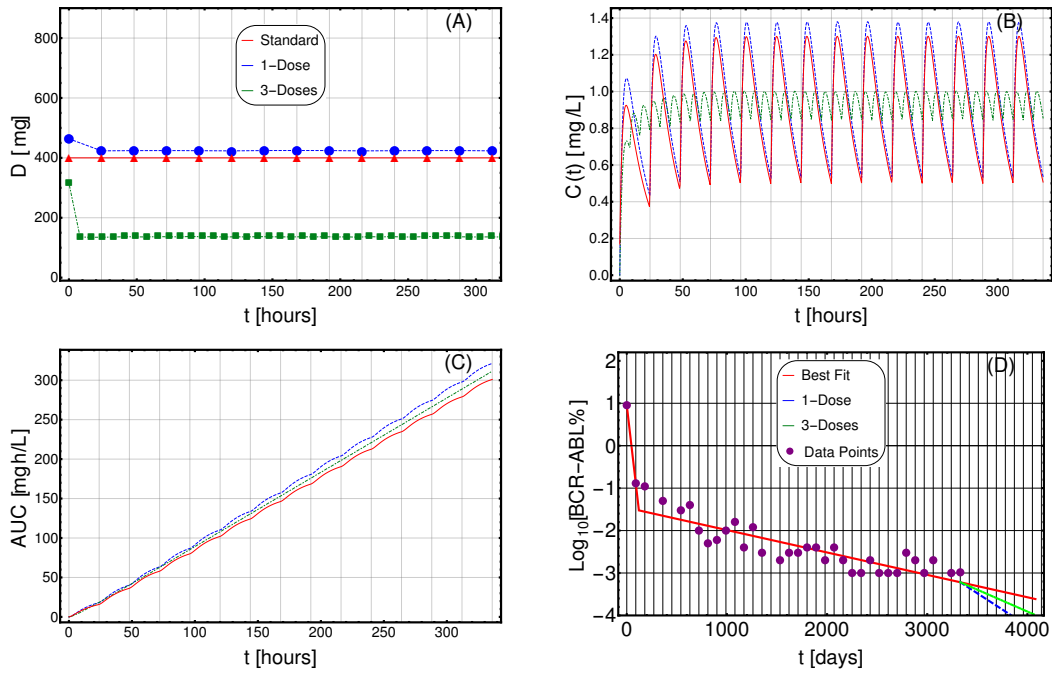 (A)
D [mg]
800
600
400
200
0
Standard
1−Dose
3−Doses
0 50 100 150 200 250 300
t [hours]
(B)
C(t) [mg/L]
1.4
1.2
1.0
0.8
0.6
0.4
0.2
0.0
0 50 100 150 200 250 300
t [hours]
(C)
AUC [mgh/L]
300
250
200
150
100
50
0
0 50 100 150 200 250 300
t [hours]
(D)
Log10[BCR−ABL%]
2
1
0
−1
−2
−3
−4
Best Fit
1−Dose
3−Doses
Data Points
0 1000 2000 3000 4000
t [days]